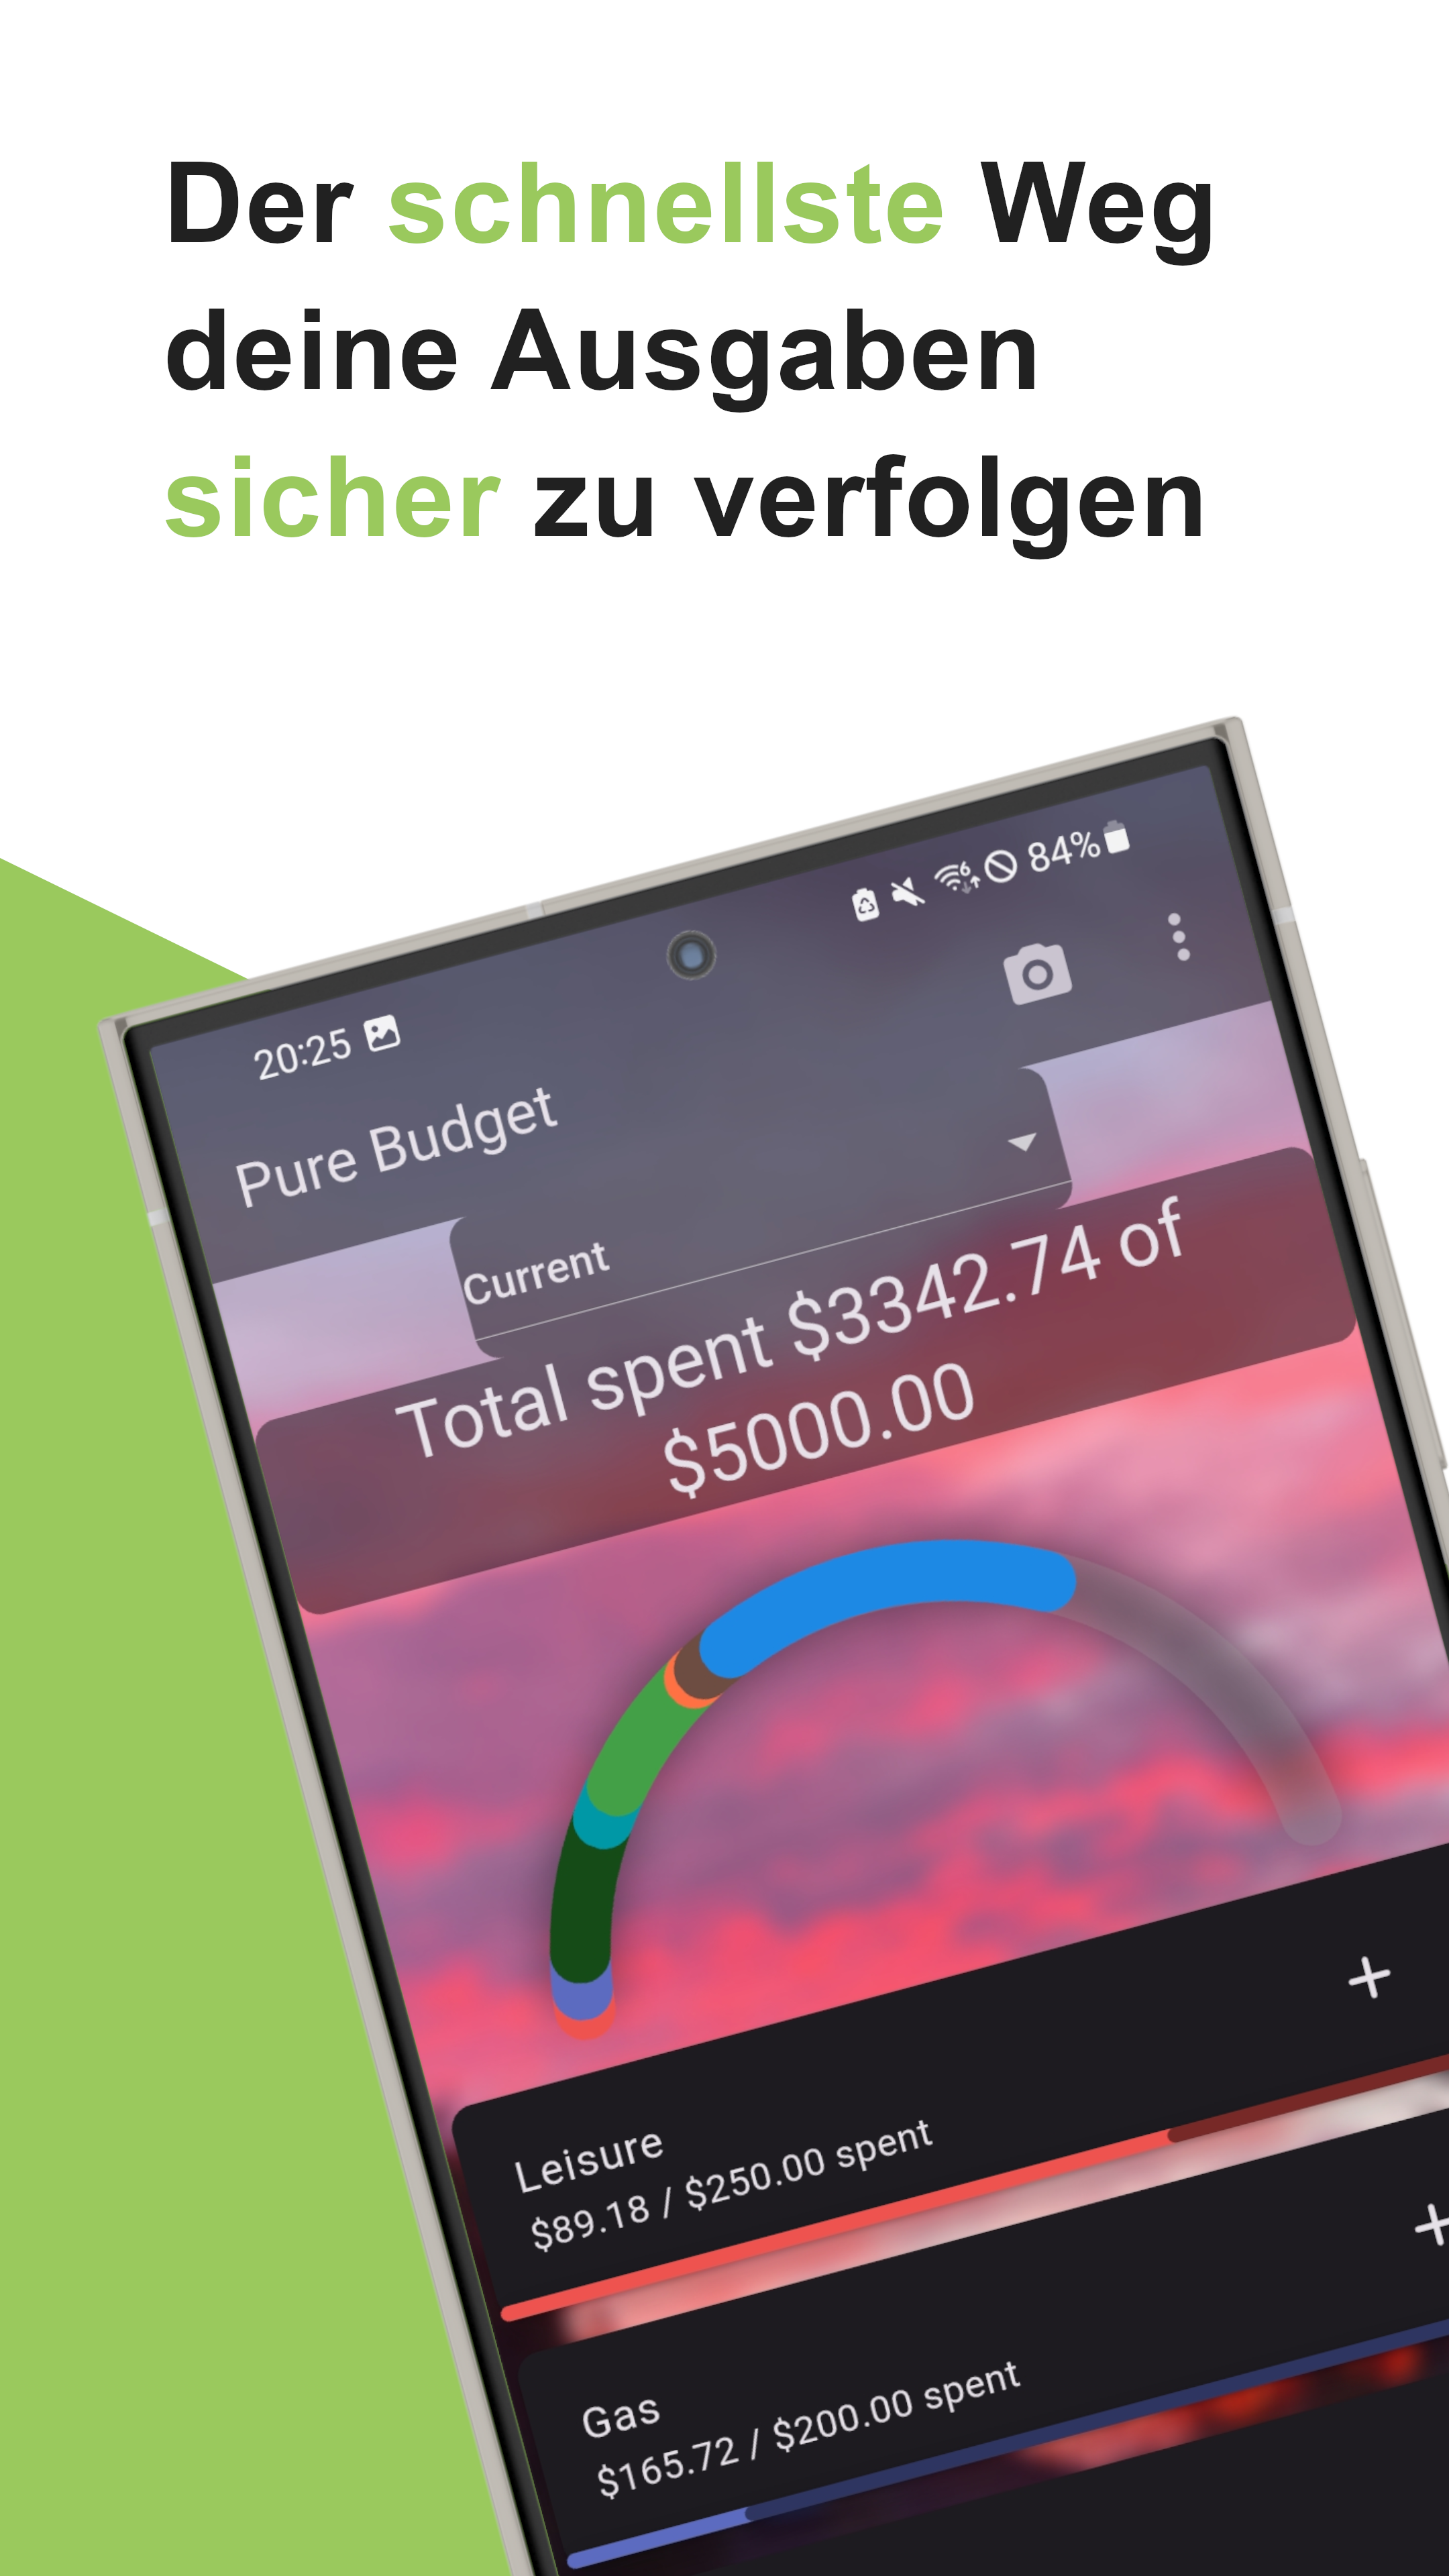 Der schnellste Weg
deine Ausgaben
sicher zu verfolgen
20:25
6
84%
Pure Budget
Current
Total spent $3342.74 of
$5000.00
Leisure
$89.18 / $250.00 spent
Gas
$165.72 / $200.00 spent